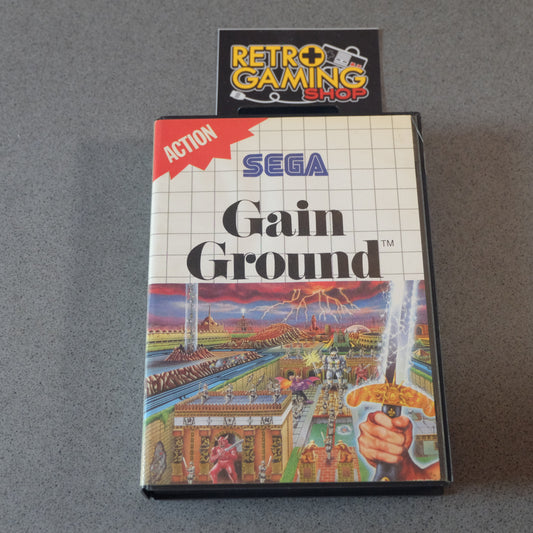 RETRO
GAMING
SHOP
ACTION
SEGA
Gain
Ground™